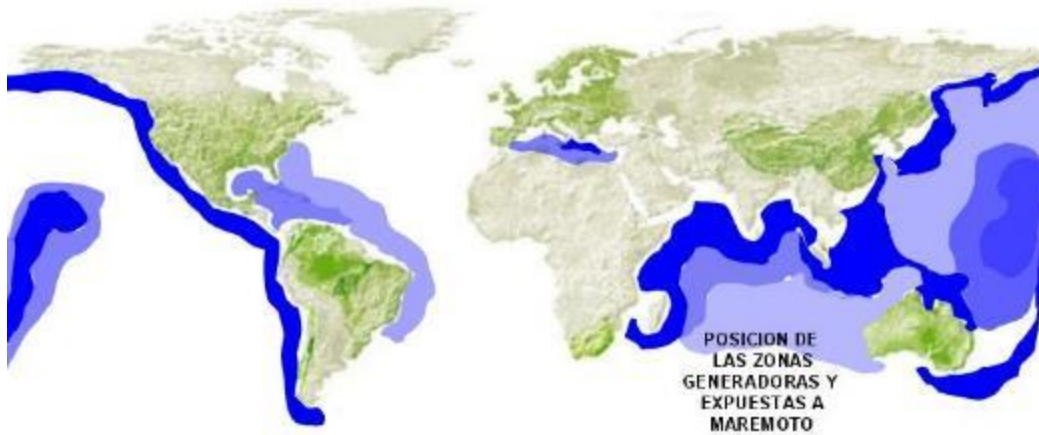 POSICION DE
LAS ZONAS
GENERADORAS Y
EXPUESTAS A
MAREMOTO